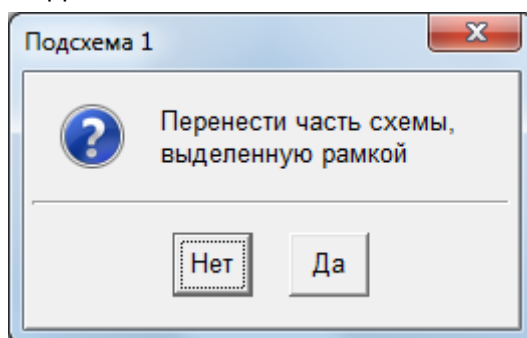 Подсхема 1
Перенести часть схемы,
выделенную рамкой
Нет Да